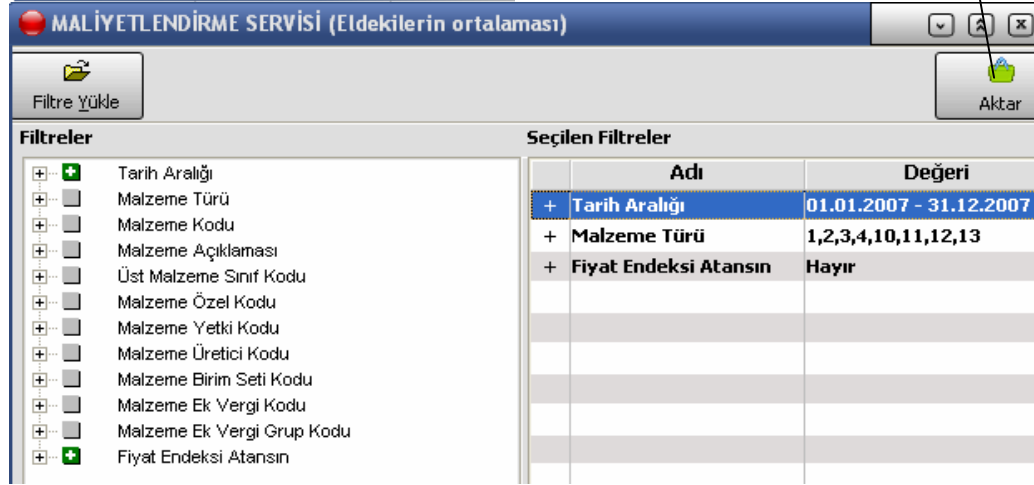 MALİYETLENDİRME SERVİSİ (Eldekilerin ortalaması)
Filtre Yükle
Aktar
Filtreler
Tarih Aralığı
Malzeme Türü
Malzeme Kodu
Malzeme Açıklaması
Üst Malzeme Sınıf Kodu
Malzeme Özel Kodu
Malzeme Yetki Kodu
Malzeme Üretici Kodu
Malzeme Birim Seti Kodu
Malzeme Ek Vergi Kodu
Malzeme Ek Vergi Grup Kodu
Fiyat Endeksi Atansın
Seçilen Filtreler
Adı Değeri
+ Tarih Aralığı 01.01.2007 - 31.12.2007
+ Malzeme Türü 1,2,3,4,10,11,12,13
+ Fiyat Endeksi Atansın Hayır